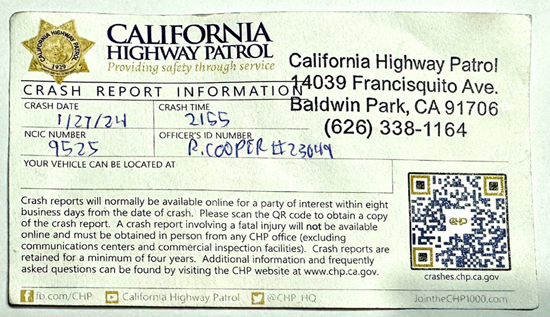 CALIFORNIA
HIGHWAY PATROL
Providing safety through service
California Highway Patrol
14039 Francisquito Ave.
Baldwin Park, CA 91706
(626) 338-1164
CRASH REPORT INFORMATION
CRASH DATE CRASH TIME
1/27/24 2155
NCIC NUMBER OFFICER'S ID NUMBER
9525 R. COOPER #23049
YOUR VEHICLE CAN BE LOCATED AT
Crash reports will normally be available online for a party of interest within eight
business days from the date of crash. Please scan the QR code to obtain a copy
of the crash report. A crash report involving a fatal injury will not be available
online and must be obtained in person from any CHP office (excluding
communications centers and commercial inspection facilities). Crash reports are
retained for a minimum of four years. Additional information and frequently
asked questions can be found by visiting the CHP website at www.chp.ca.gov.
CHP
crashes.chp.ca.gov
fb.com/CHP California Highway Patrol @CHP_HQ JointheCHP1000.com